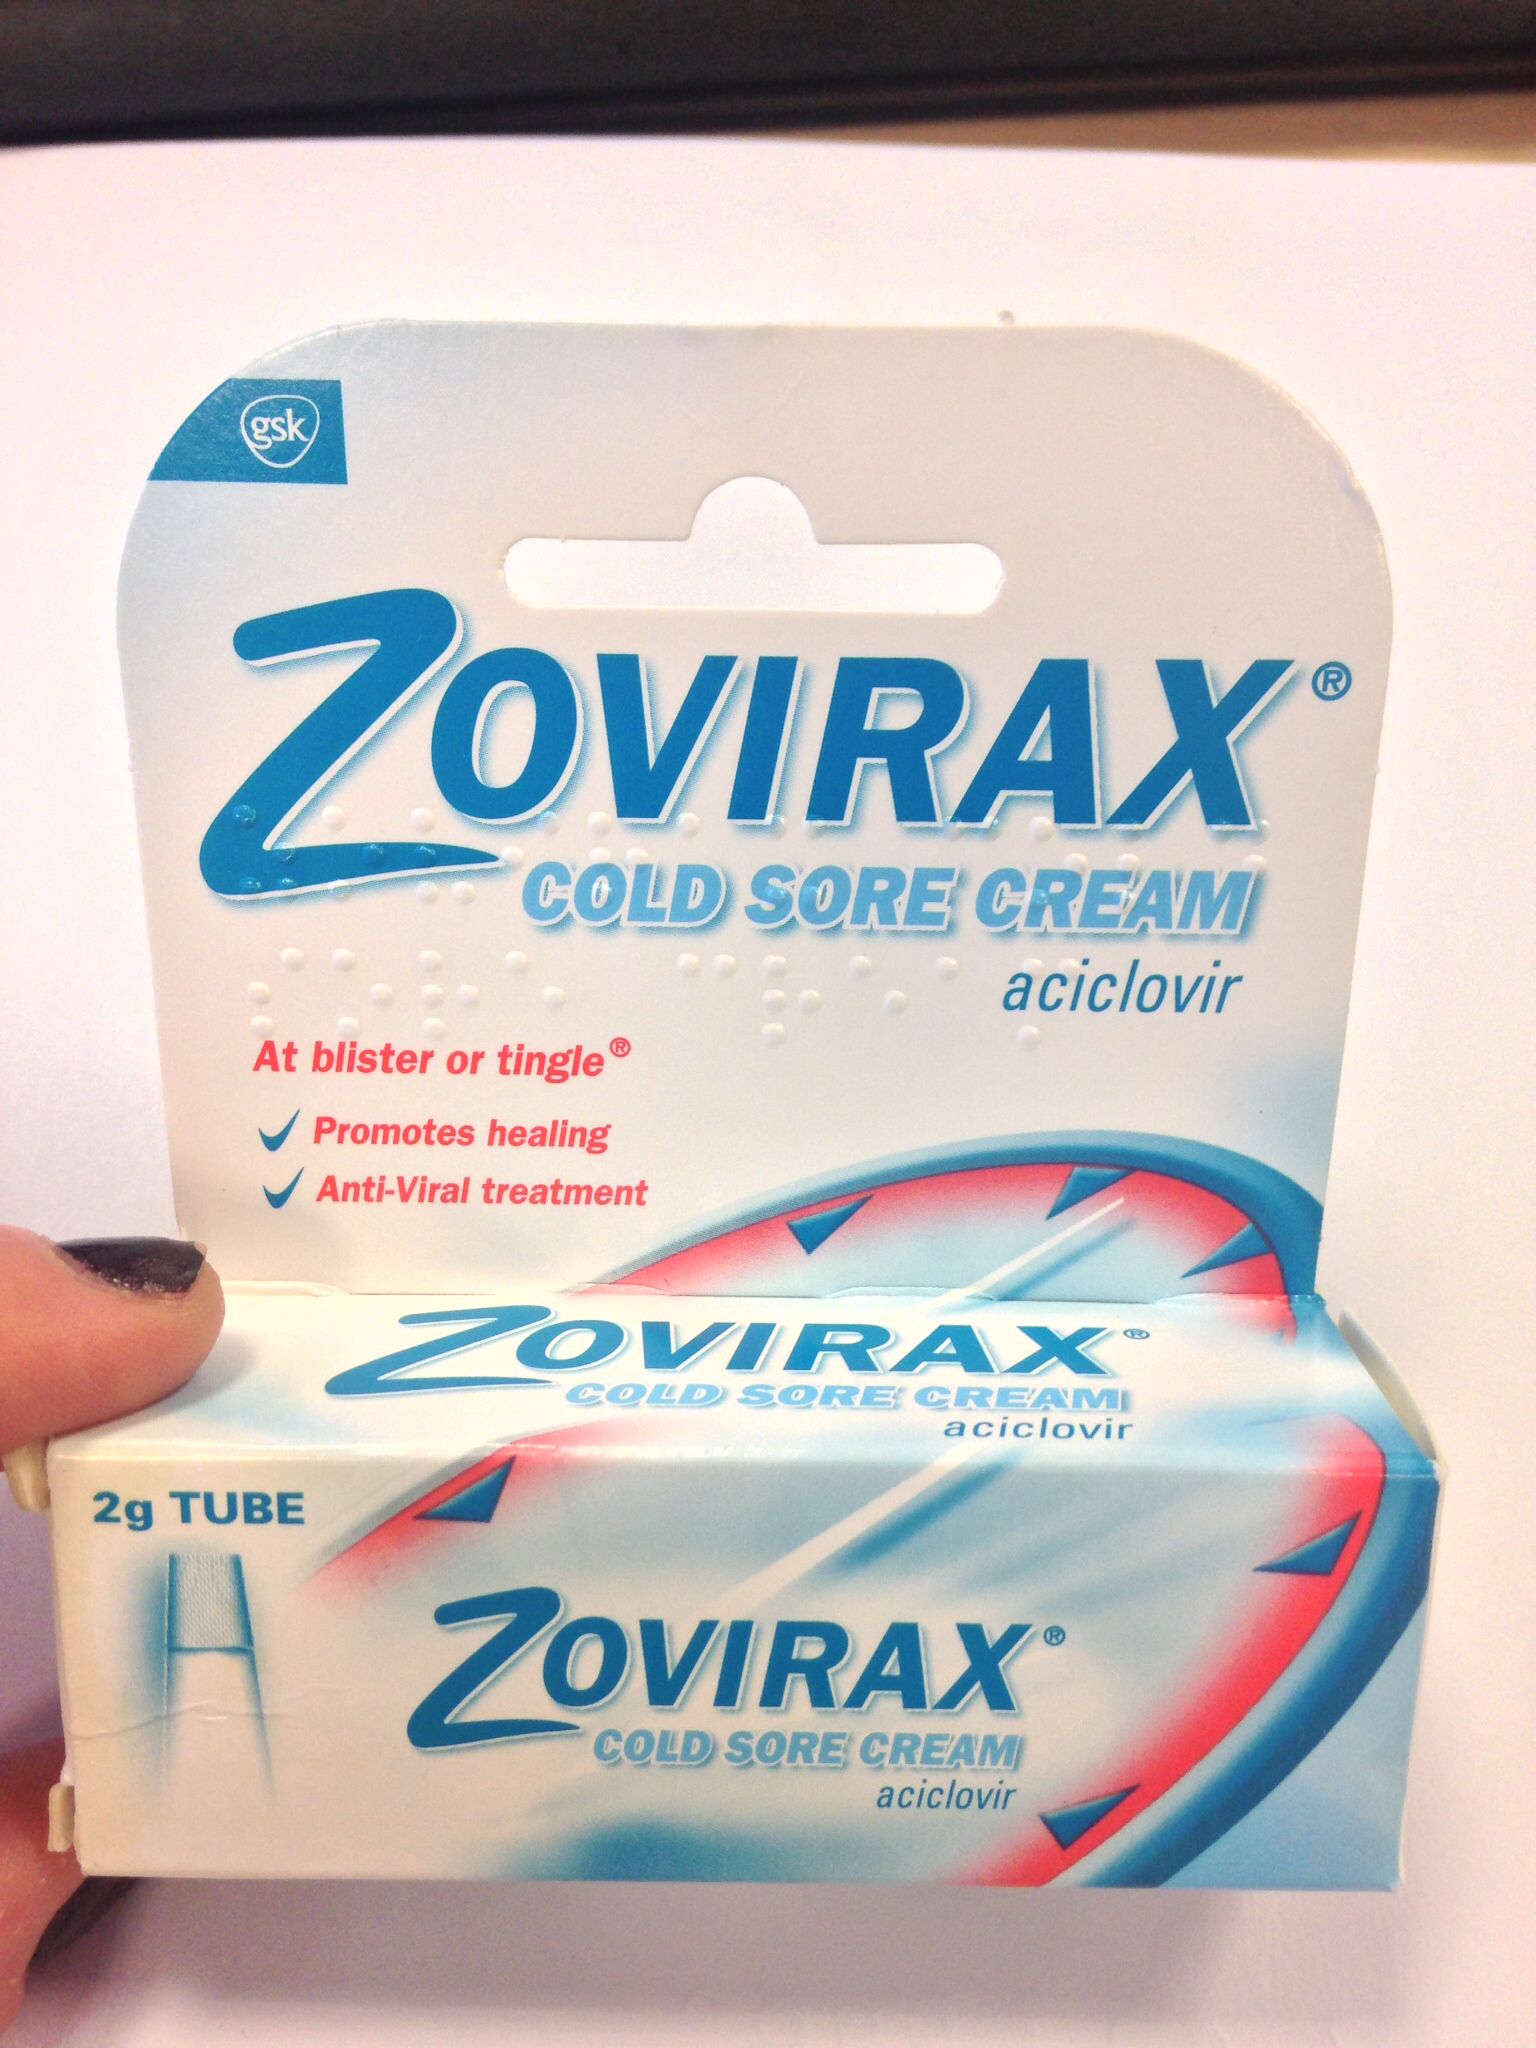 gsk
ZOVIRAX®
COLD SORE CREAM
aciclovir
At blister or tingle®
Promotes healing
Anti-Viral treatment
ZOVIRAX®
COLD SORE CREAM
aciclovir
2g TUBE
ZOVIRAX®
COLD SORE CREAM
aciclovir